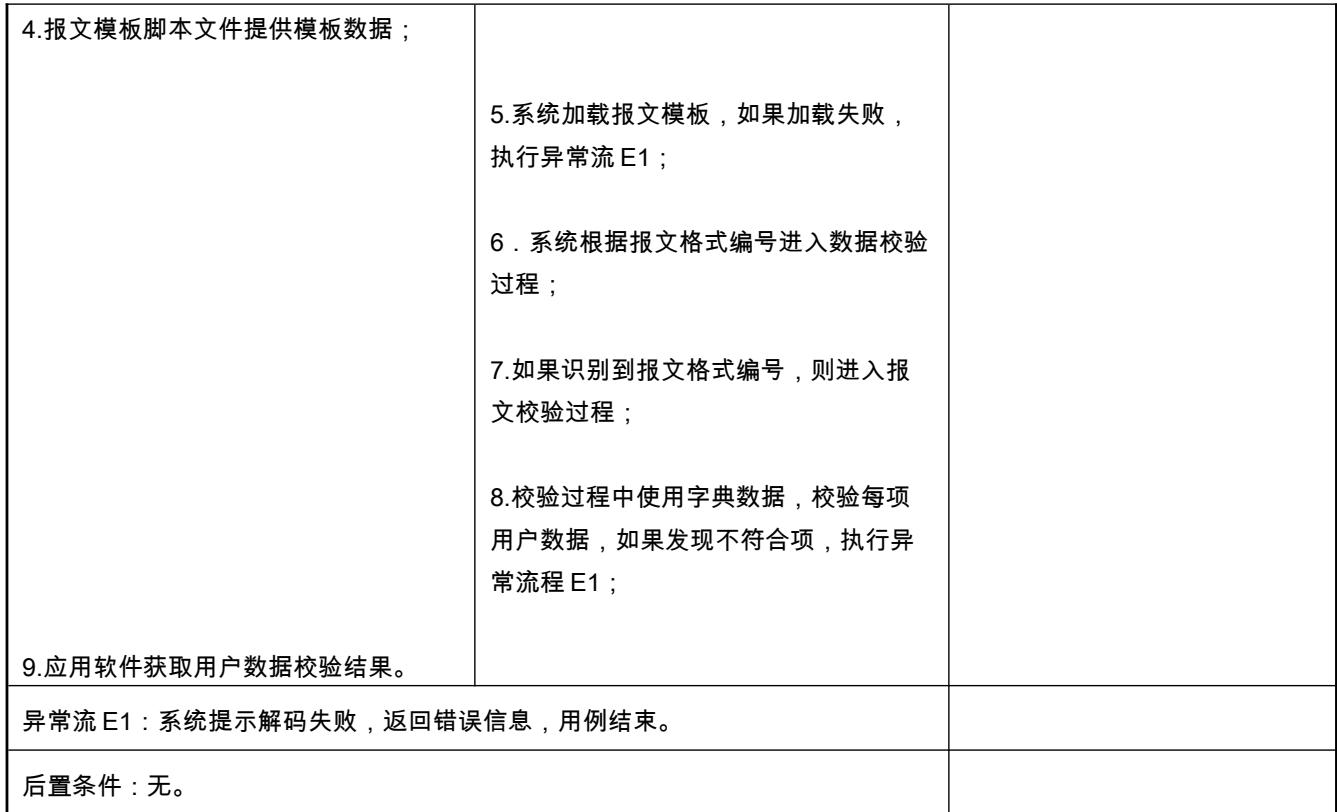 4.报文模板脚本文件提供模板数据；
5.系统加载报文模板，如果加载失败，
执行异常流 E1；
6．系统根据报文格式编号进入数据校验
过程；
7.如果识别到报文格式编号，则进入报
文校验过程；
8.校验过程中使用字典数据，校验每项
用户数据，如果发现不符合项，执行异
常流程 E1；
9.应用软件获取用户数据校验结果。
异常流 E1：系统提示解码失败，返回错误信息，用例结束。
后置条件：无。